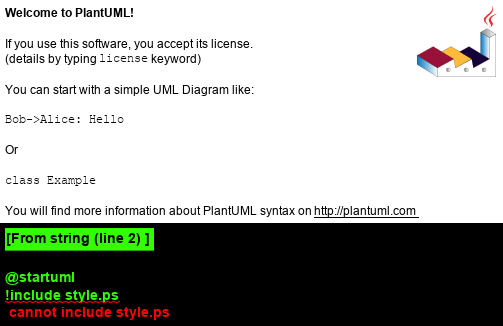 Welcome to PlantUML!
If you use this software, you accept its license.
(details by typing license keyword)
You can start with a simple UML Diagram like:
Bob->Alice: Hello
Or
class Example
You will find more information about PlantUML syntax on http://plantuml.com
[From string (line 2) ]
@startuml
!include style.ps
cannot include style.ps